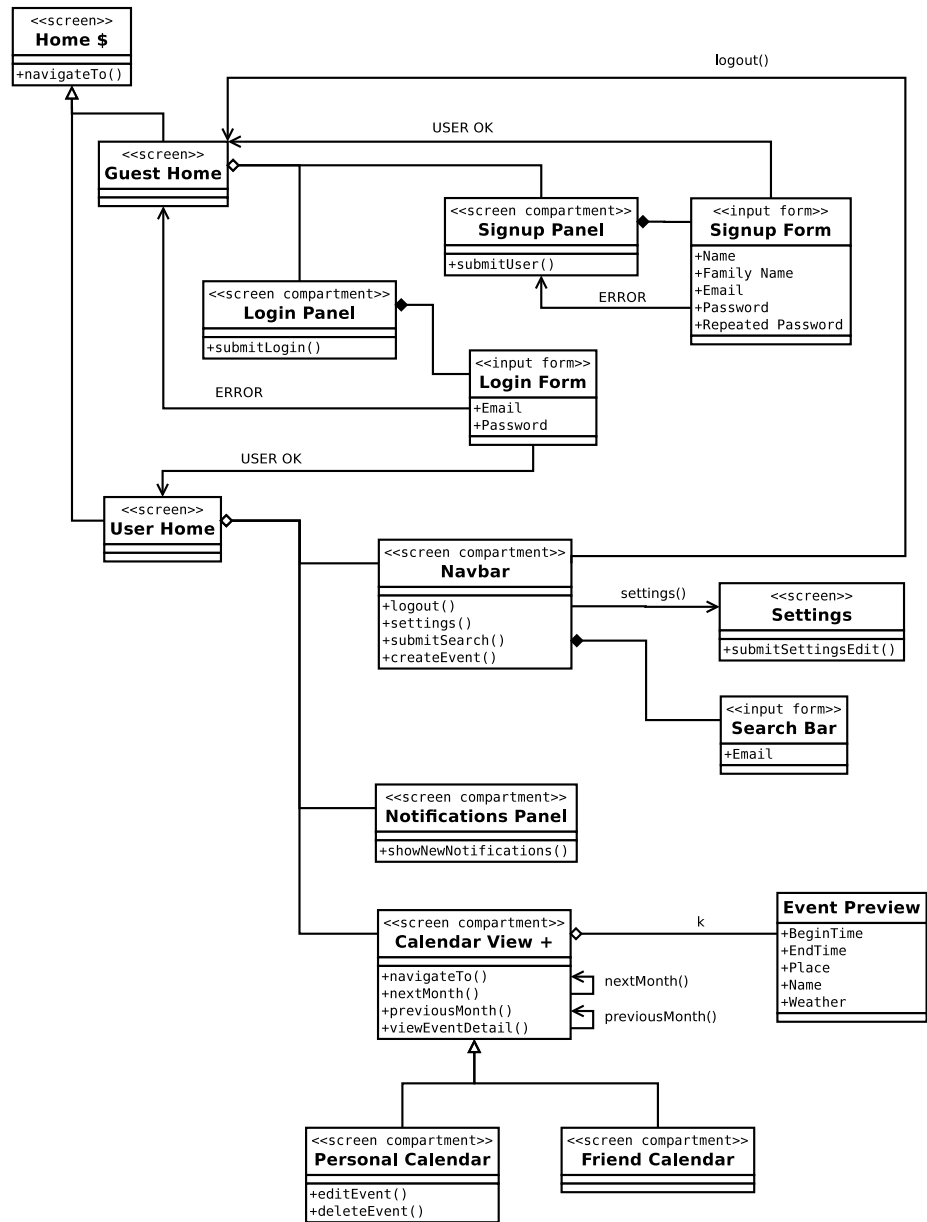 <<screen>>
Home $
+navigateTo()
logout()
USER OK
<<screen>>
Guest Home
<<screen compartment>>
Signup Panel
+submitUser()
<<input form>>
Signup Form
+Name
+Family Name
+Email
+Password
+Repeated Password
ERROR
<<screen compartment>>
Login Panel
+submitLogin()
<<input form>>
Login Form
+Email
+Password
ERROR
USER OK
<<screen>>
User Home
<<screen compartment>>
Navbar
+logout()
+settings()
+submitSearch()
+createEvent()
settings()
<<screen>>
Settings
+submitSettingsEdit()
<<input form>>
Search Bar
+Email
<<screen compartment>>
Notifications Panel
+showNewNotifications()
<<screen compartment>>
Calendar View +
+navigateTo()
+nextMonth()
+previousMonth()
+viewEventDetail()
nextMonth()
previousMonth()
k
Event Preview
+BeginTime
+EndTime
+Place
+Name
+Weather
<<screen compartment>>
Personal Calendar
+editEvent()
+deleteEvent()
<<screen compartment>>
Friend Calendar